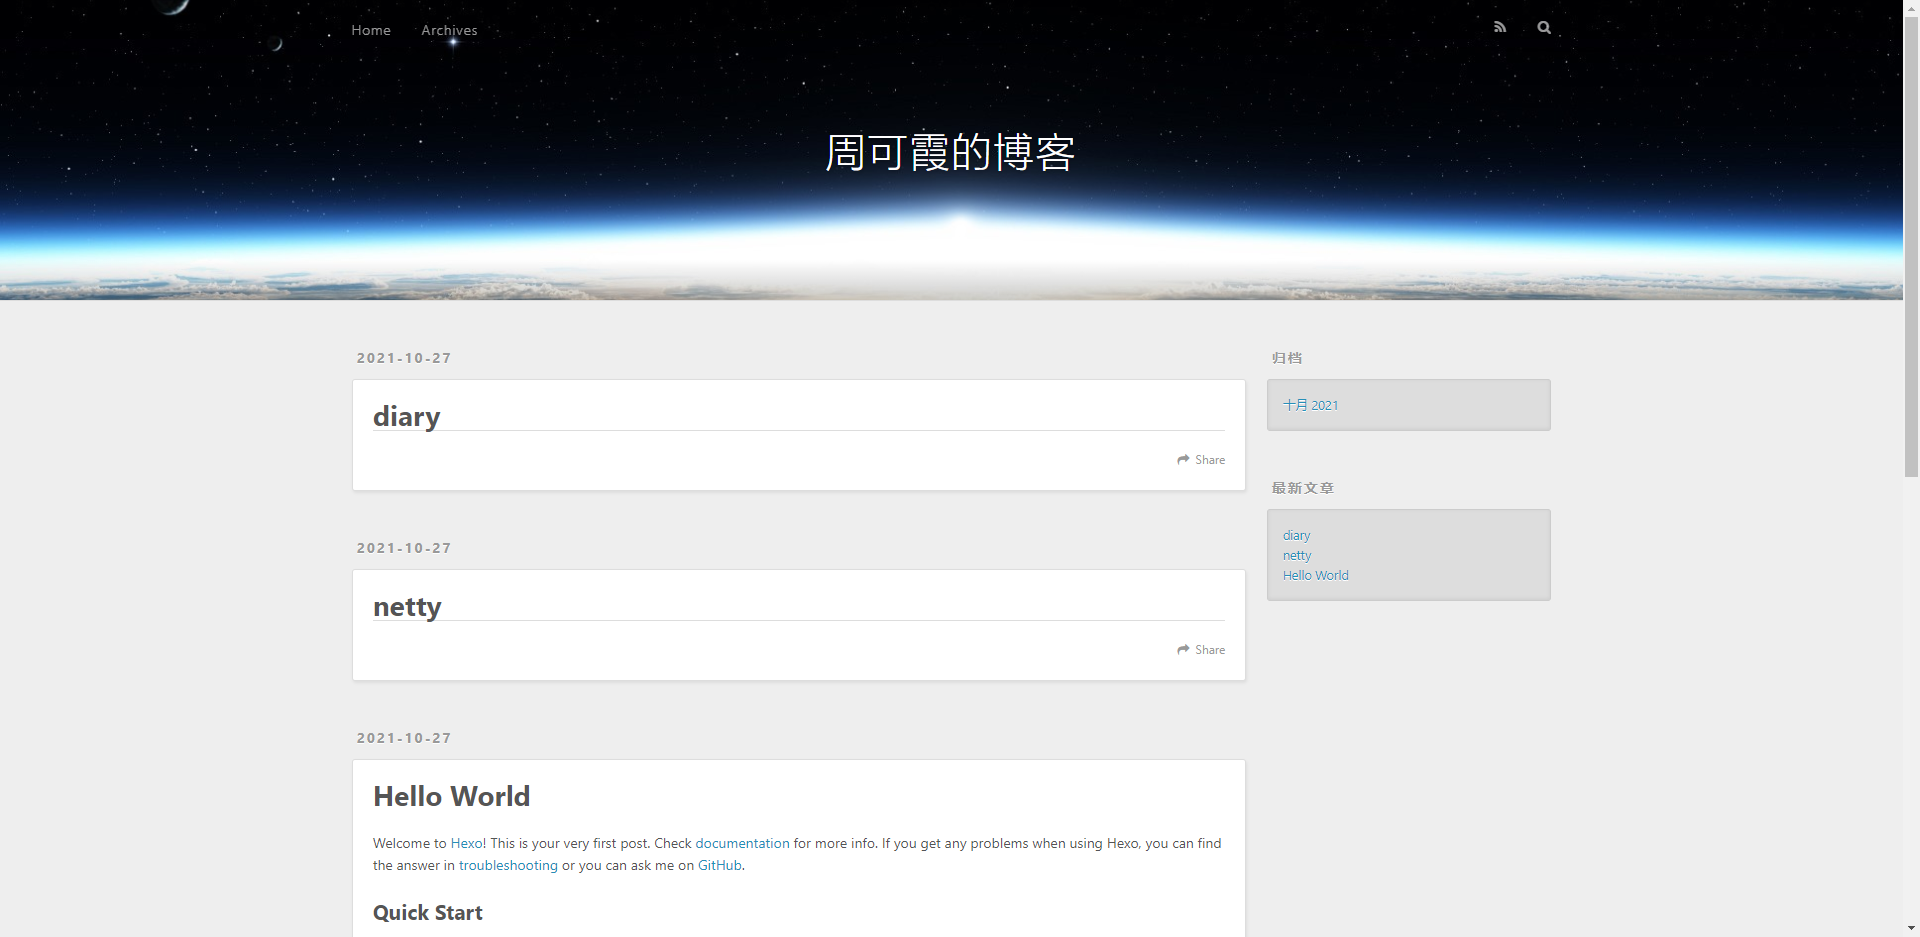 Home Archives
周可霞的博客
2021-10-27
diary
Share
2021-10-27
netty
Share
2021-10-27
Hello World
Welcome to Hexo! This is your very first post. Check documentation for more info. If you get any problems when using Hexo, you can find
the answer in troubleshooting or you can ask me on GitHub.
Quick Start
归档
十月 2021
最新文章
diary
netty
Hello World